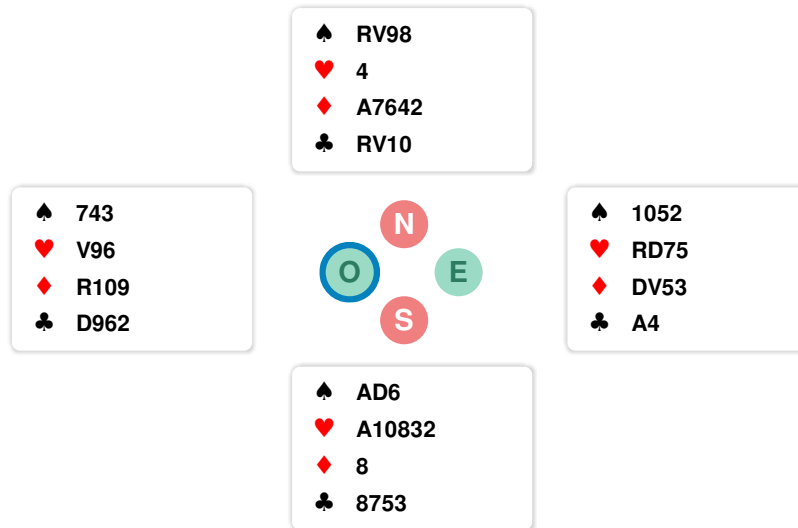 ♠ RV98
♥ 4
♦ A7642
♣ RV10
♠ 743
♥ V96
♦ R109
♣ D962
N
O
E
S
♠ 1052
♥ RD75
♦ DV53
♣ A4
♠ AD6
♥ A10832
♦ 8
♣ 8753